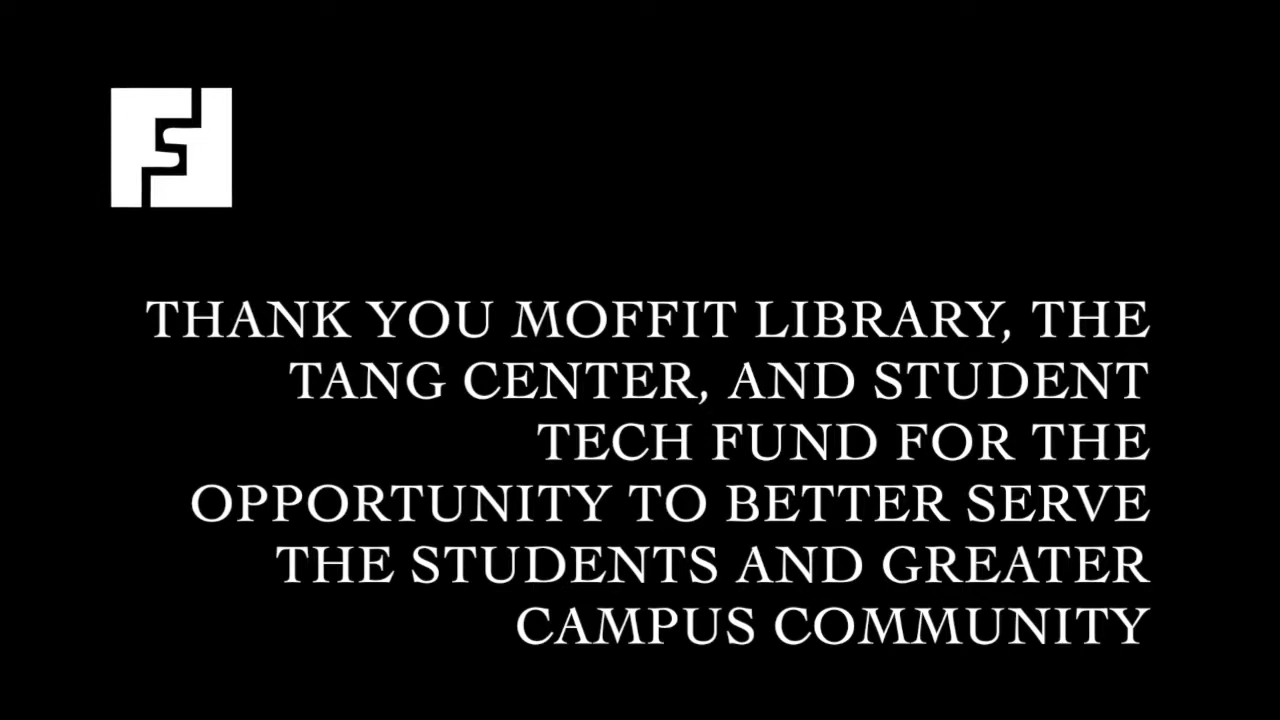 FSJ
THANK YOU MOFFIT LIBRARY, THE
TANG CENTER, AND STUDENT
TECH FUND FOR THE
OPPORTUNITY TO BETTER SERVE
THE STUDENTS AND GREATER
CAMPUS COMMUNITY